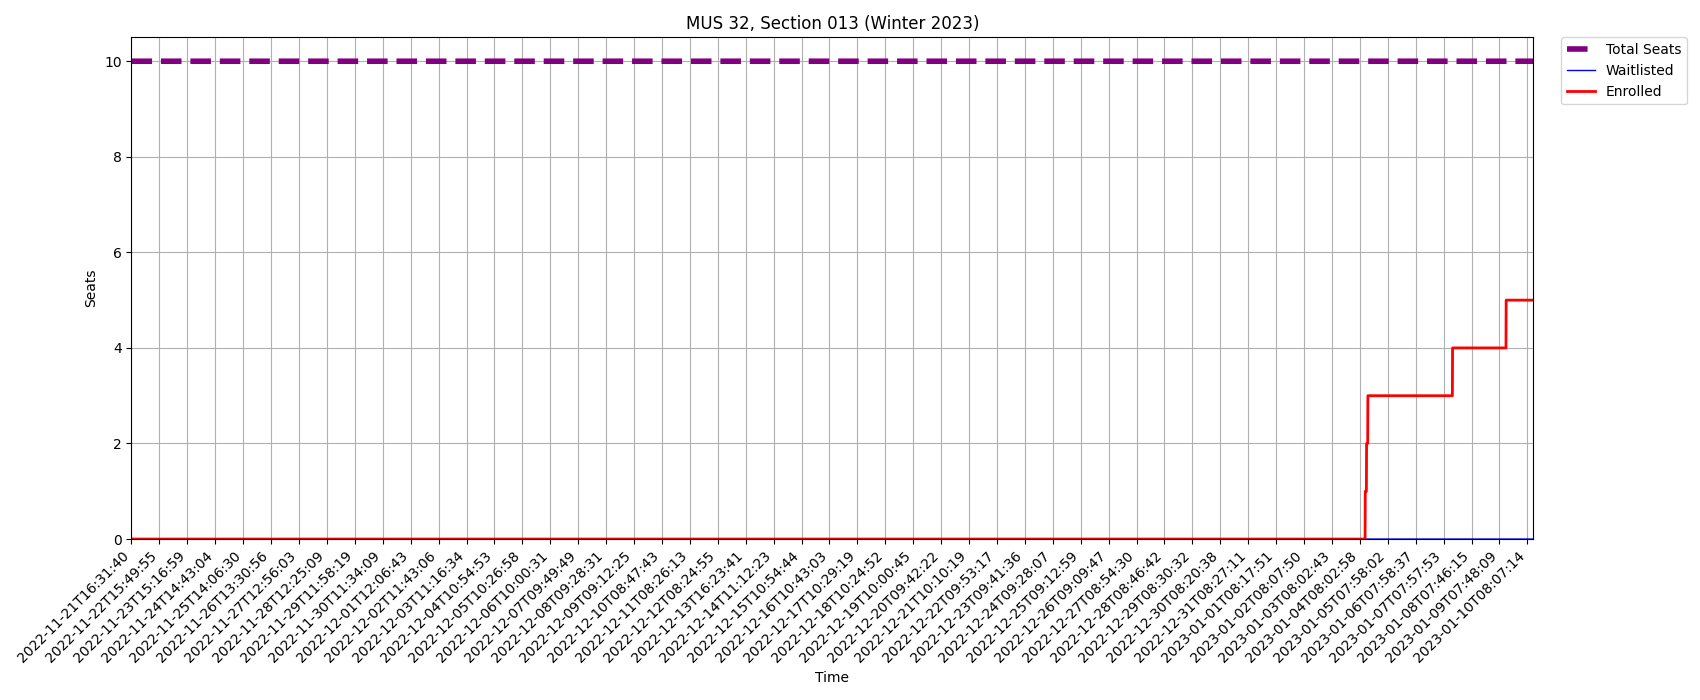 MUS 32, Section 013 (Winter 2023)
Total Seats
Waitlisted
Enrolled
10
8
6
4
2
0
Seats
2022-11-21T16:31:40
2022-11-22T15:49:55
2022-11-23T15:16:59
2022-11-24T14:43:04
2022-11-25T14:06:30
2022-11-26T13:30:56
2022-11-27T12:56:03
2022-11-28T12:25:09
2022-11-29T11:58:19
2022-11-30T11:34:09
2022-12-01T12:06:43
2022-12-02T11:43:06
2022-12-03T11:16:34
2022-12-04T10:54:53
2022-12-05T10:26:58
2022-12-06T10:00:31
2022-12-07T09:49:49
2022-12-08T09:28:31
2022-12-09T09:12:25
2022-12-10T08:47:43
2022-12-11T08:26:13
2022-12-12T08:24:55
2022-12-13T16:23:41
2022-12-14T11:12:23
2022-12-15T10:54:44
2022-12-16T10:43:03
2022-12-17T10:29:19
2022-12-18T10:24:52
2022-12-19T10:00:45
2022-12-20T09:42:22
2022-12-21T10:10:19
2022-12-22T09:53:17
2022-12-23T09:41:36
2022-12-24T09:28:07
2022-12-25T09:12:59
2022-12-26T09:09:47
2022-12-27T08:54:30
2022-12-28T08:46:42
2022-12-29T08:30:32
2022-12-30T08:20:38
2022-12-31T08:27:11
2023-01-01T08:17:51
2023-01-02T08:07:50
2023-01-03T08:02:43
2023-01-04T08:02:58
2023-01-05T07:58:02
2023-01-06T07:58:37
2023-01-07T07:57:53
2023-01-08T07:46:15
2023-01-09T07:48:09
2023-01-10T08:07:14
Time